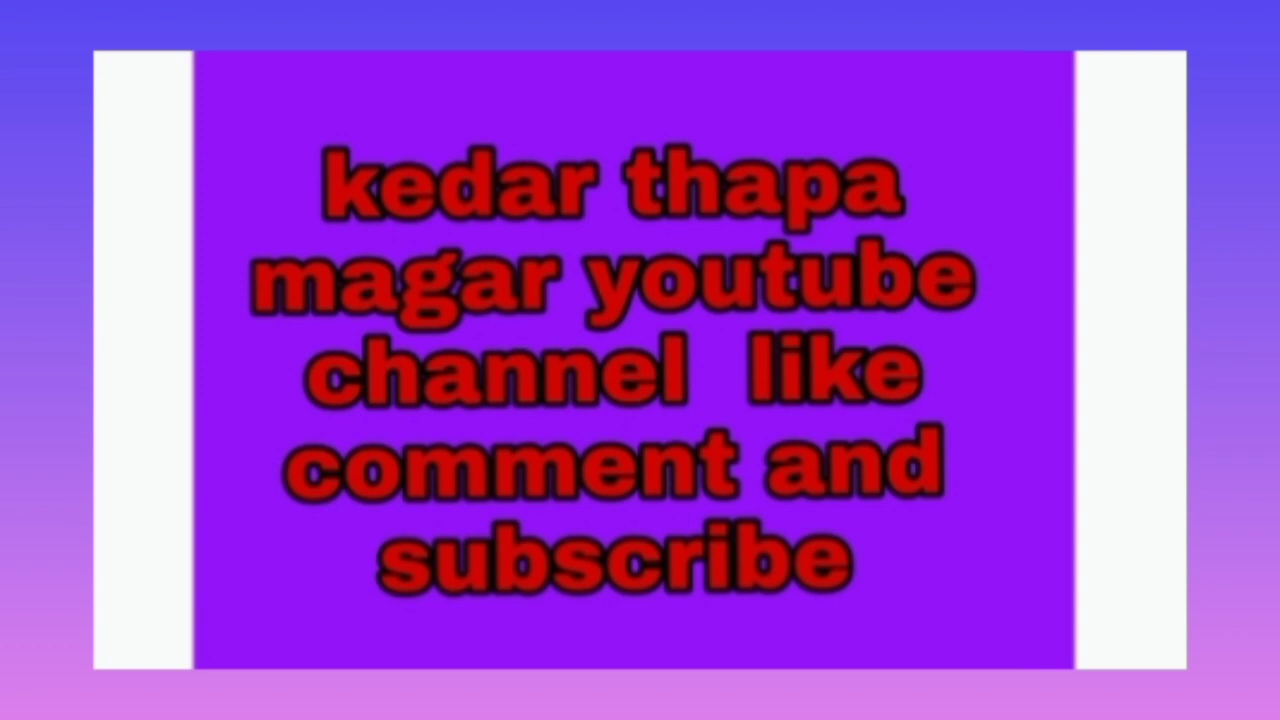 kedar thapa
magar youtube
channel like
comment and
subscribe